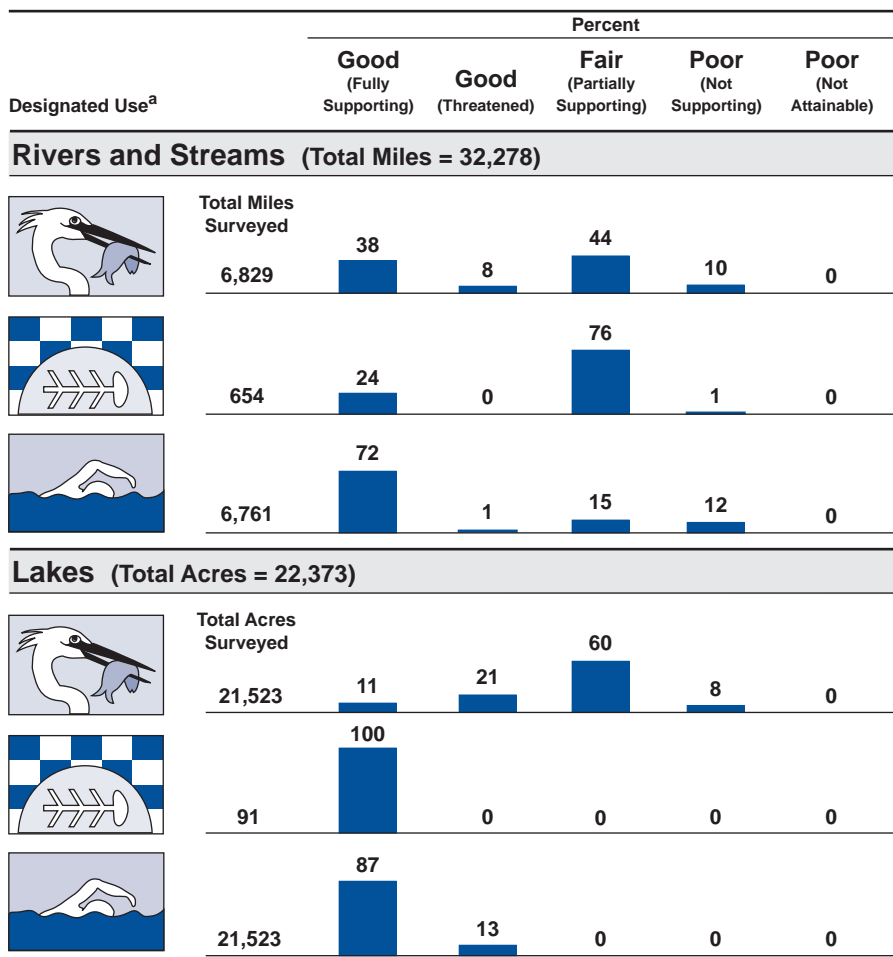 Percent
Designated Useᵃ
Good
(Fully
Supporting)
Good
(Threatened)
Fair
(Partially
Supporting)
Poor
(Not
Supporting)
Poor
(Not
Attainable)
Rivers and Streams (Total Miles = 32,278)
Total Miles
Surveyed
6,829 38 8 44 10 0
654 24 0 76 1 0
6,761 72 1 15 12 0
Lakes (Total Acres = 22,373)
Total Acres
Surveyed
21,523 11 21 60 8 0
91 100 0 0 0 0
21,523 87 13 0 0 0